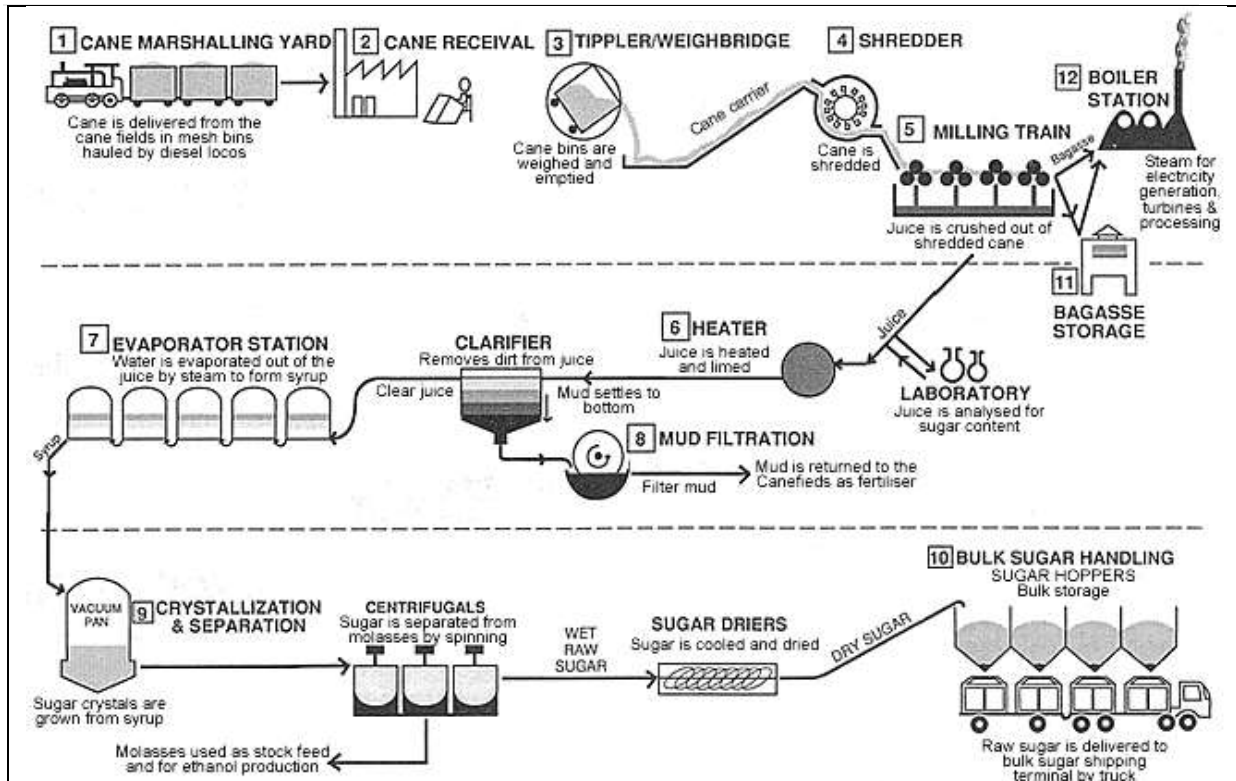 1 CANE MARSHALLING YARD
Cane is delivered from the
cane fields in mesh bins
hauled by diesel locos
2 CANE RECEIVAL
3 TIPPLER/WEIGHBRIDGE
Cane bins are
weighed and
emptied
Cane carrier
4 SHREDDER
Cane is
shredded
5 MILLING TRAIN
Juice is crushed out of
shredded cane
Bagasse
12 BOILER
STATION
Steam for
electricity
generation,
turbines &
processing
11
BAGASSE
STORAGE
Juice
LABORATORY
Juice is analysed for
sugar content
6 HEATER
Juice is heated
and limed
CLARIFIER
Removes dirt from juice
Mud settles to
bottom
Clear juice
7 EVAPORATOR STATION
Water is evaporated out of the
juice by steam to form syrup
Syrup
8 MUD FILTRATION
Filter mud
Mud is returned to the
Canefieds as fertiliser
VACUUM
PAN
9 CRYSTALLIZATION
& SEPARATION
Sugar crystals are
grown from syrup
CENTRIFUGALS
Sugar is separated from
molasses by spinning
Molasses used as stock feed
and for ethanol production
WET
RAW
SUGAR
SUGAR DRIERS
Sugar is cooled and dried
DRY SUGAR
10 BULK SUGAR HANDLING
SUGAR HOPPERS
Bulk storage
Raw sugar is delivered to
bulk sugar shipping
terminal by truck